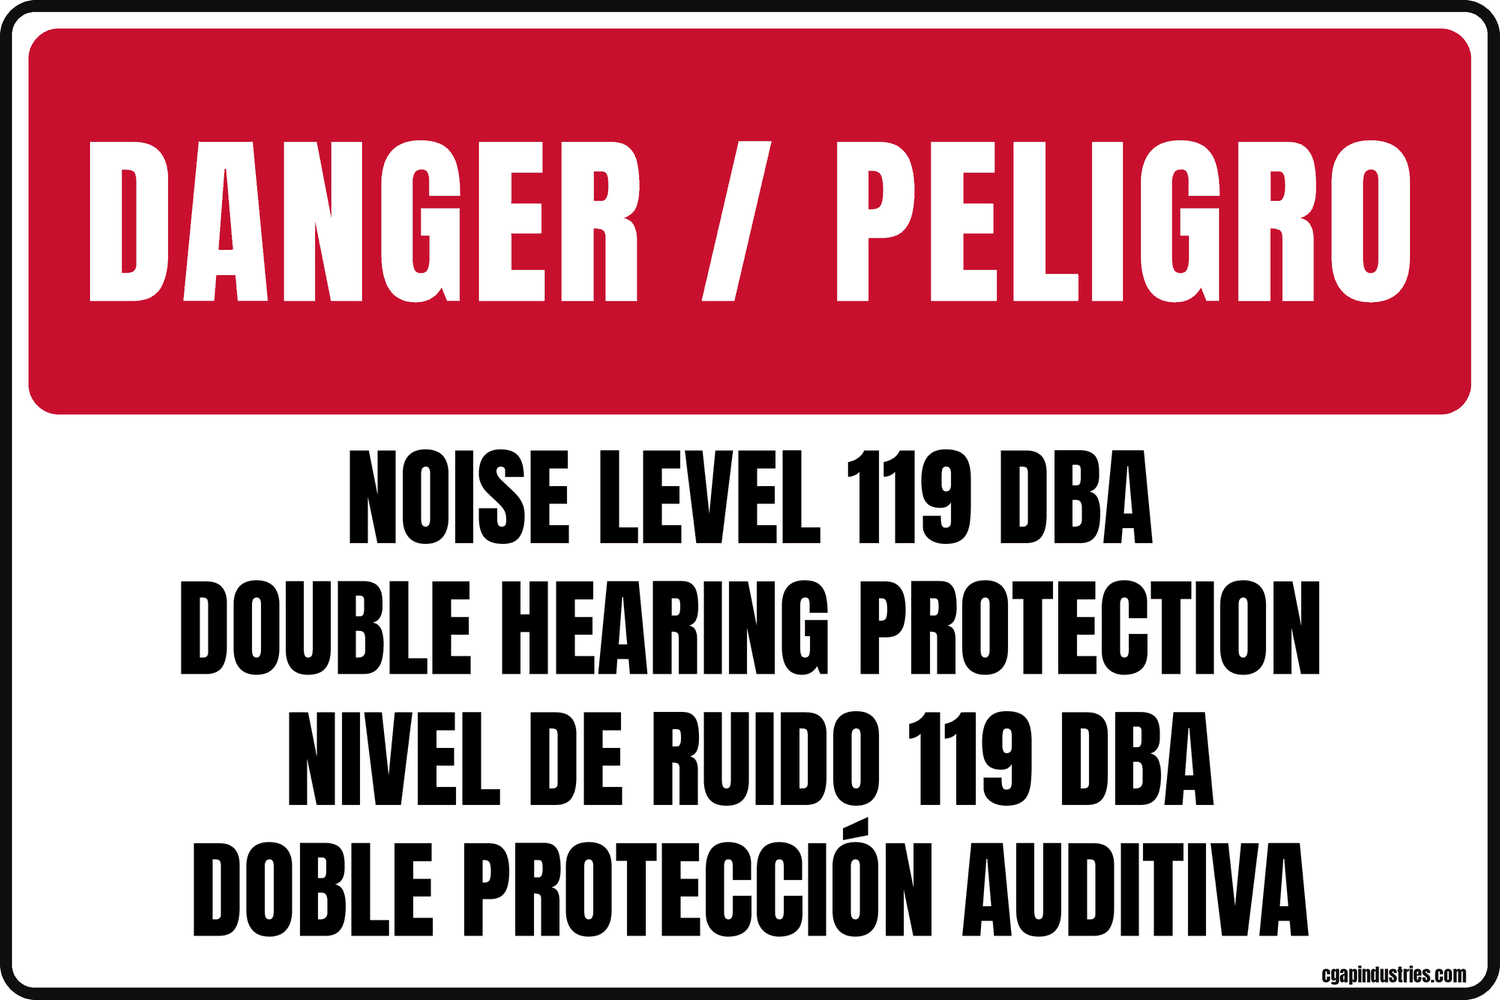 DANGER / PELIGRO
NOISE LEVEL 119 DBA
DOUBLE HEARING PROTECTION
NIVEL DE RUIDO 119 DBA
DOBLE PROTECCIÓN AUDITIVA
cgapindustries.com